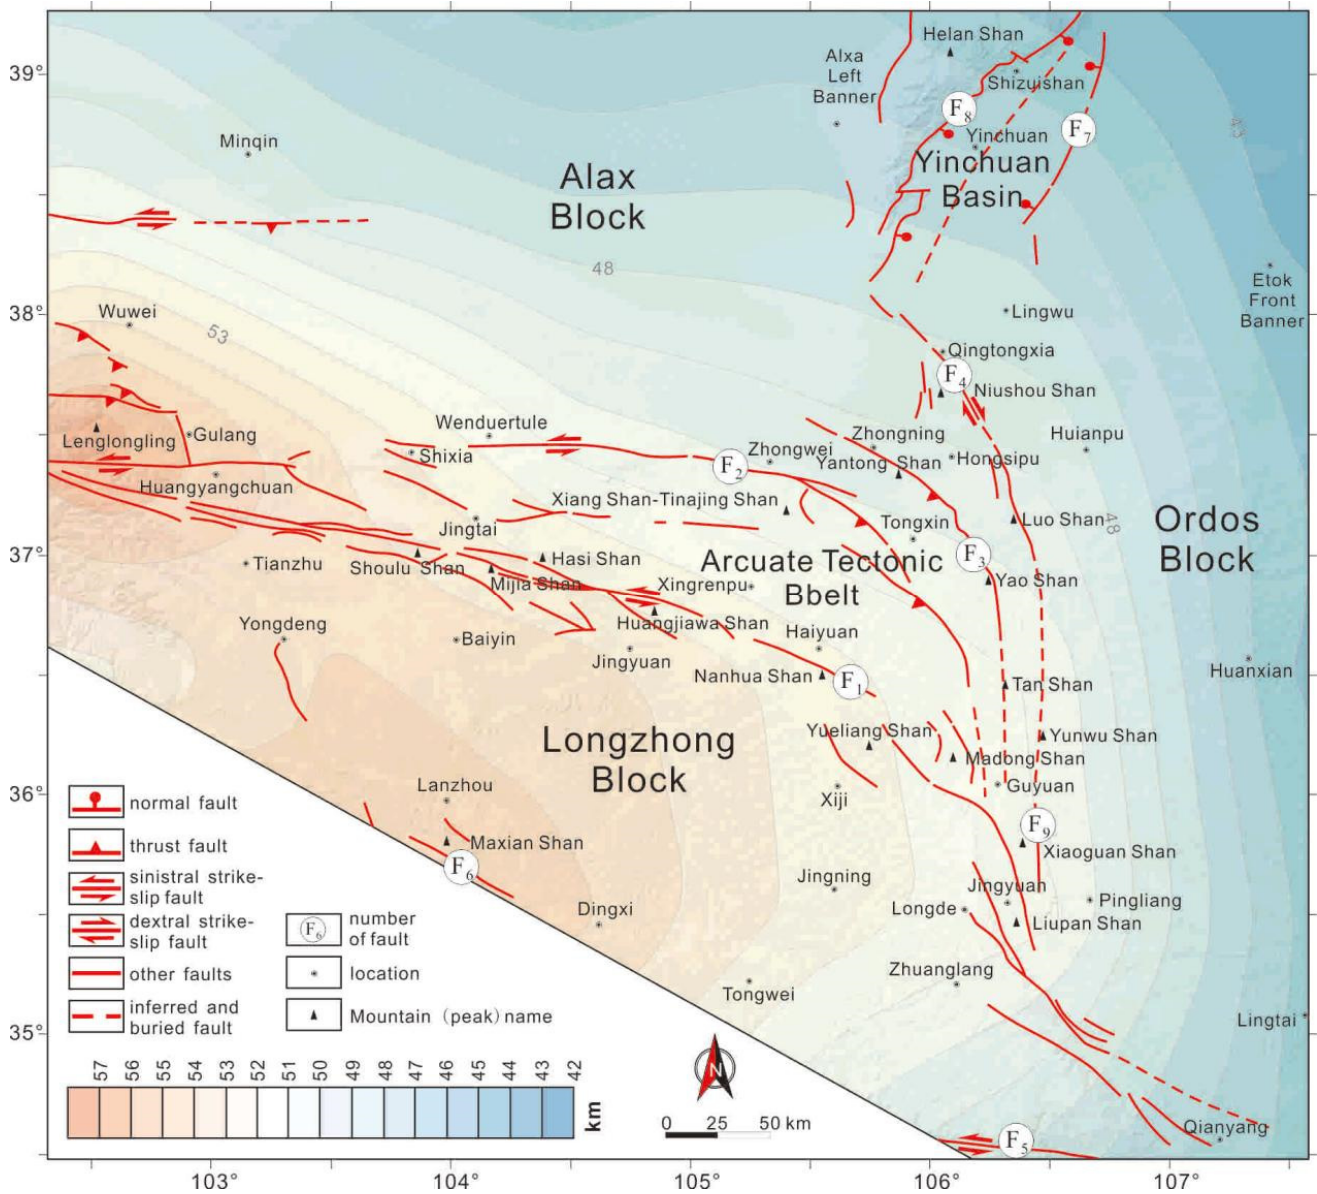 39°
38°
37°
36°
35°
103°
104°
105°
106°
107°
Helan Shan
Alxa
Left
Banner
Shizuishan
F8
F7
Yinchuan
Yinchuan
Basin
43
Minqin
Alax
Block
48
Etok
Front
Banner
Wuwei
53
Lingwu
Qingtongxia
F4
Niushou Shan
Wenduertule
Lenglongling
Gulang
Shixia
Zhongwei
Zhongning
Huianpu
F2
Yantong Shan
Hongsipu
Huangyangchuan
Xiang Shan-Tinajing Shan
Jingtai
Tongxin
Luo Shan
48
Ordos
Block
Tianzhu
Shoulu Shan
Hasi Shan
Arcuate Tectonic
Bbelt
F3
Mijia Shan
Xingrenpu
Yao Shan
Yongdeng
Baiyin
Huangjiawa Shan
Haiyuan
Jingyuan
Nanhua Shan
F1
Tan Shan
Huanxian
Longzhong
Block
Yueliang Shan
Yunwu Shan
Madong Shan
Lanzhou
Xiji
Guyuan
F9
Maxian Shan
Xiaoguan Shan
F6
Jingning
Jingyuan
Pingliang
Dingxi
Longde
Liupan Shan
Zhuanglang
Tongwei
Lingtai
Qianyang
F5
normal fault
thrust fault
sinistral strike-
slip fault
dextral strike-
slip fault
other faults
inferred and
buried fault
F6
number
of fault
location
Mountain (peak) name
57 56 55 54 53 52 51 50 49 48 47 46 45 44 43 42
km
N
0 25 50 km